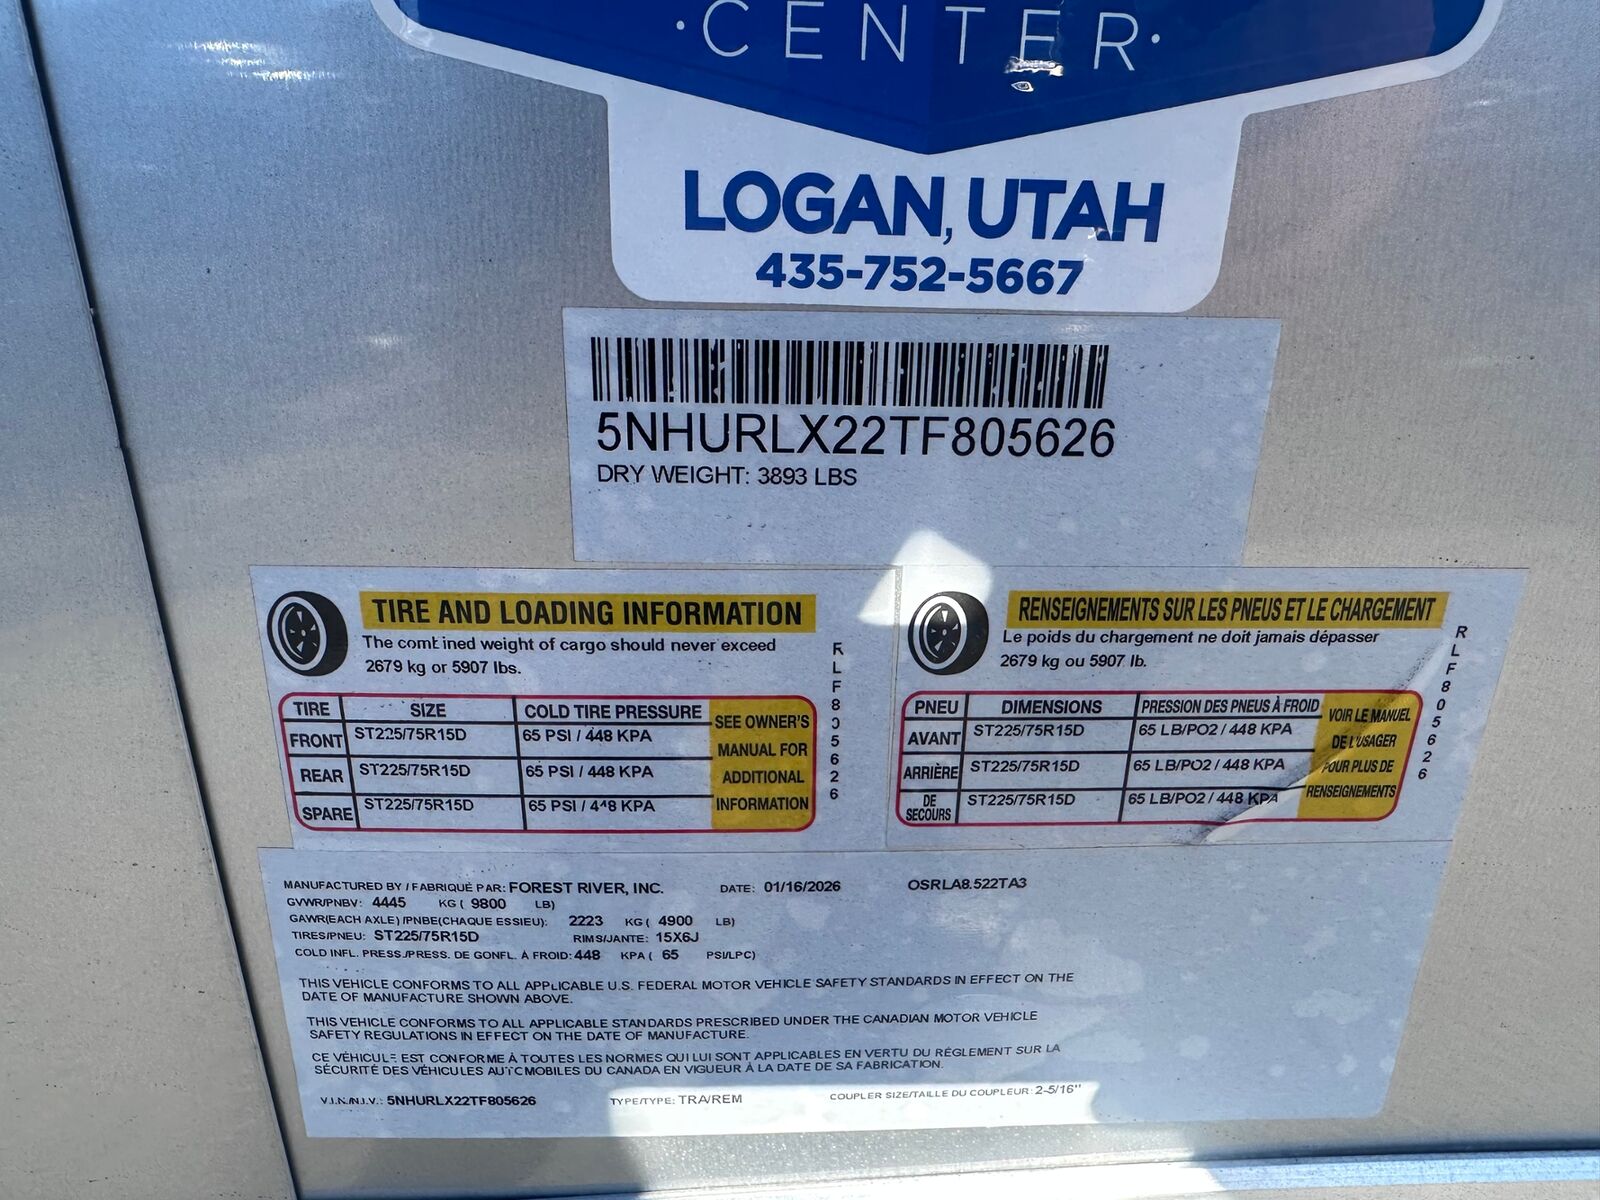 ·CENTER·
LOGAN, UTAH
435-752-5667
5NHURLX22TF805626
DRY WEIGHT: 3893 LBS
TIRE AND LOADING INFORMATION
The combined weight of cargo should never exceed
2679 kg or 5907 lbs.
TIRE SIZE COLD TIRE PRESSURE
FRONT ST225/75R15D 65 PSI / 448 KPA
REAR ST225/75R15D 65 PSI / 448 KPA
SPARE ST225/75R15D 65 PSI / 448 KPA
SEE OWNER'S
MANUAL FOR
ADDITIONAL
INFORMATION
RLF805626
RENSEIGNEMENTS SUR LES PNEUS ET LE CHARGEMENT
Le poids du chargement ne doit jamais dépasser
2679 kg ou 5907 lb.
PNEU DIMENSIONS PRESSION DES PNEUS À FROID
AVANT ST225/75R15D 65 LB/PO2 / 448 KPA
ARRIÈRE ST225/75R15D 65 LB/PO2 / 448 KPA
DE SECOURS ST225/75R15D 65 LB/PO2 / 448 KPA
VOIR LE MANUEL
DE L'USAGER
POUR PLUS DE
RENSEIGNEMENTS
RLF805626
MANUFACTURED BY / FABRIQUÉ PAR: FOREST RIVER, INC. DATE: 01/16/2026 OSRLA8.522TA3
GVWR/PNBV: 4445 KG ( 9800 LB)
GAWR(EACH AXLE) /PNBE(CHAQUE ESSIEU): 2223 KG ( 4900 LB)
TIRES/PNEU: ST225/75R15D RIMS/JANTE: 15X6J
COLD INFL. PRESS./PRESS. DE GONFL. À FROID: 448 KPA ( 65 PSI/LPC)
THIS VEHICLE CONFORMS TO ALL APPLICABLE U.S. FEDERAL MOTOR VEHICLE SAFETY STANDARDS IN EFFECT ON THE
DATE OF MANUFACTURE SHOWN ABOVE.
THIS VEHICLE CONFORMS TO ALL APPLICABLE STANDARDS PRESCRIBED UNDER THE CANADIAN MOTOR VEHICLE
SAFETY REGULATIONS IN EFFECT ON THE DATE OF MANUFACTURE.
CE VÉHICULE EST CONFORME À TOUTES LES NORMES QUI LUI SONT APPLICABLES EN VERTU DU RÉGLEMENT SUR LA
SÉCURITÉ DES VÉHICULES AUTOMOBILES DU CANADA EN VIGUEUR À LA DATE DE SA FABRICATION.
V.I.N./N.I.V.: 5NHURLX22TF805626 TYPE/TYPE: TRA/REM COUPLER SIZE/TAILLE DU COUPLEUR: 2-5/16"